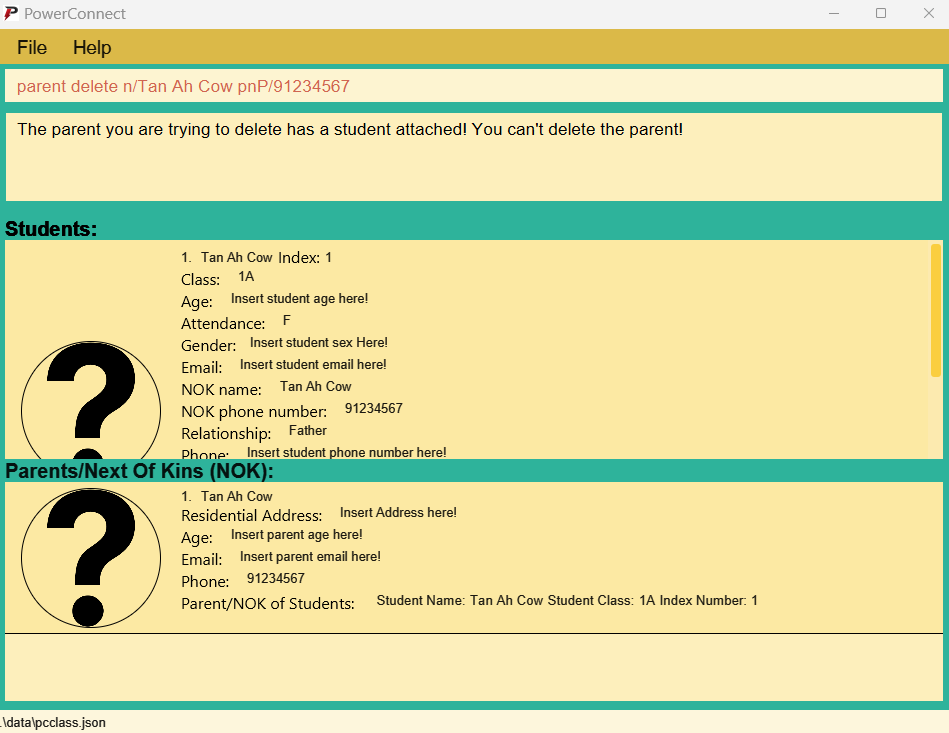 PowerConnect
File Help
parent delete n/Tan Ah Cow pnP/91234567
The parent you are trying to delete has a student attached! You can't delete the parent!
Students:
1. Tan Ah Cow Index: 1
Class: 1A
Age: Insert student age here!
Attendance: F
Gender: Insert student sex Here!
Email: Insert student email here!
NOK name: Tan Ah Cow
NOK phone number: 91234567
Relationship: Father
Phone: Insert student phone number here!
Parents/Next Of Kins (NOK):
1. Tan Ah Cow
Residential Address: Insert Address here!
Age: Insert parent age here!
Email: Insert parent email here!
Phone: 91234567
Parent/NOK of Students: Student Name: Tan Ah Cow Student Class: 1A Index Number: 1
.\data\pcclass.json